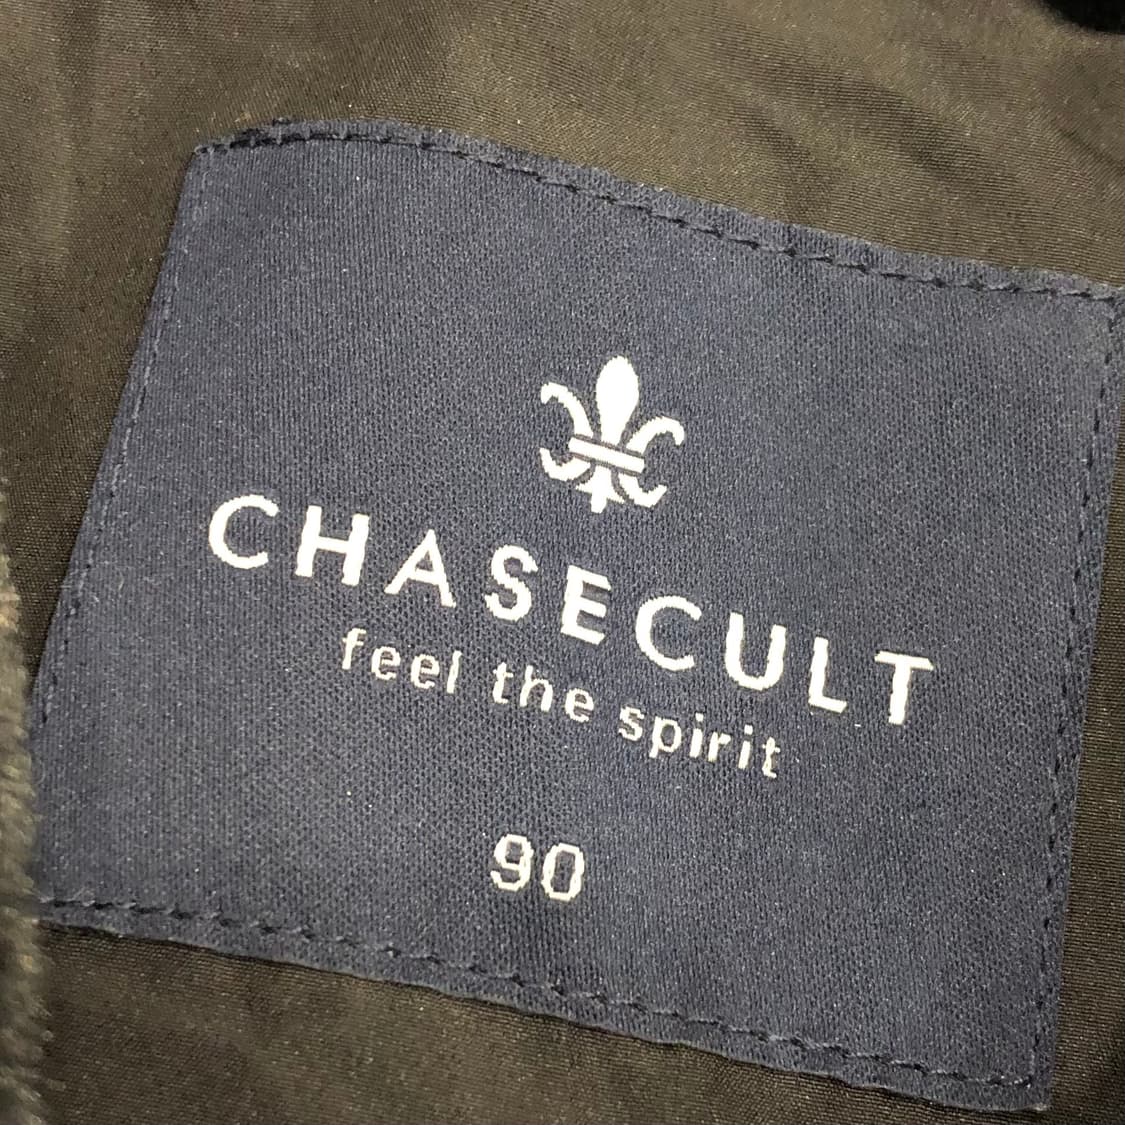 CHASECULT
feel the spirit
90